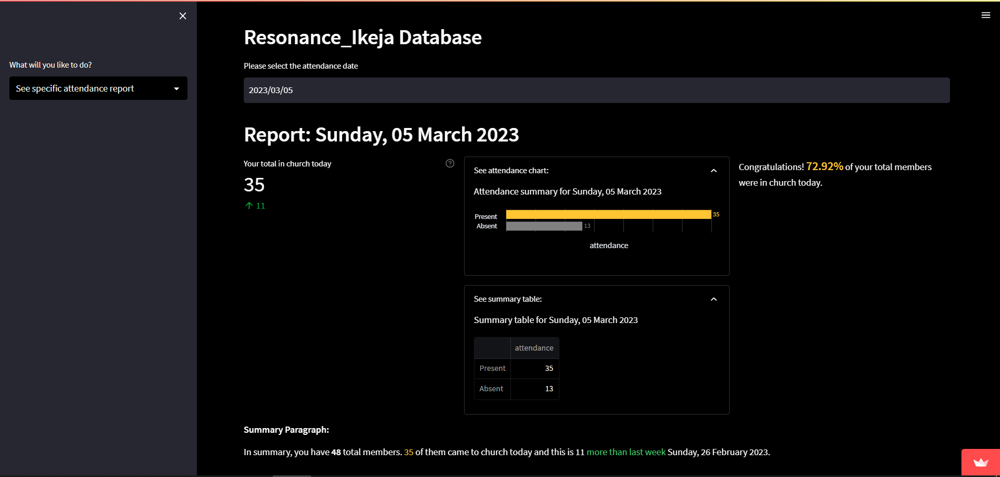 Resonance_Ikeja Database
What will you like to do?
See specific attendance report
Please select the attendance date
2023/03/05
Report: Sunday, 05 March 2023
Your total in church today
35
11
See attendance chart:
Attendance summary for Sunday, 05 March 2023
Present 35
Absent 13
attendance
Congratulations! 72.92% of your total members
were in church today.
See summary table:
Summary table for Sunday, 05 March 2023
attendance
Present 35
Absent 13
Summary Paragraph:
In summary, you have 48 total members. 35 of them came to church today and this is 11 more than last week Sunday, 26 February 2023.